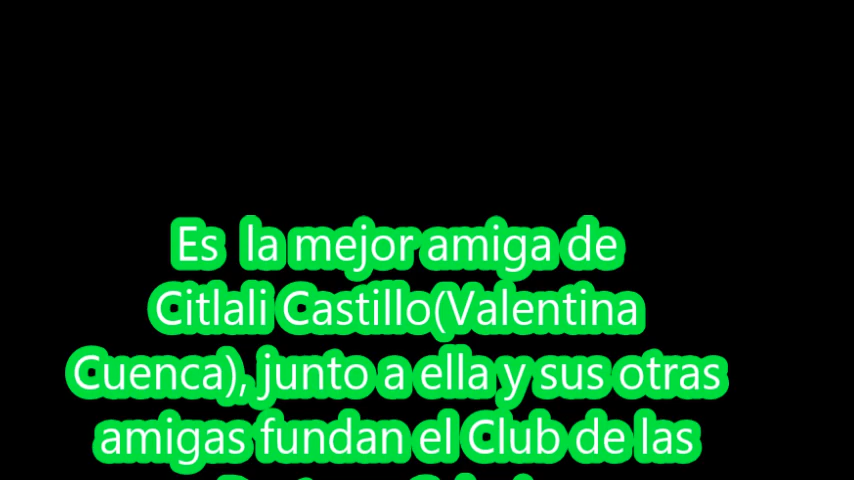 Es  la mejor amiga de
Citlali Castillo(Valentina
Cuenca), junto a ella y sus otras
amigas fundan el Club de las